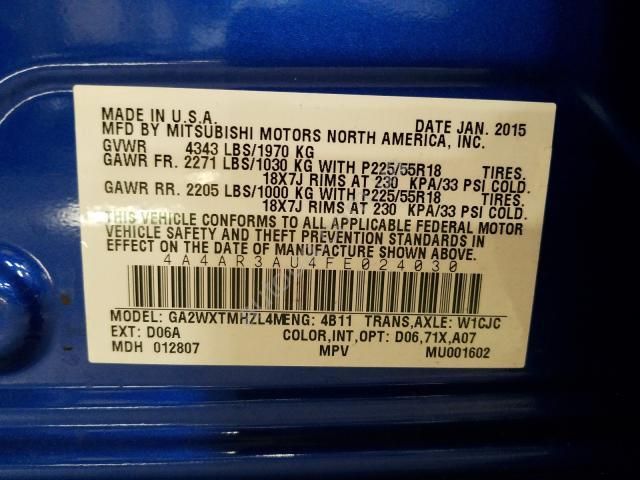 MADE IN U.S.A. DATE JAN. 2015
MFD BY MITSUBISHI MOTORS NORTH AMERICA, INC.
GVWR 4343 LBS/1970 KG
GAWR FR. 2271 LBS/1030 KG WITH P225/55R18 TIRES.
18X7J RIMS AT 230 KPA/33 PSI COLD.
GAWR RR. 2205 LBS/1000 KG WITH P225/55R18 TIRES.
18X7J RIMS AT 230 KPA/33 PSI COLD.
THIS VEHICLE CONFORMS TO ALL APPLICABLE FEDERAL MOTOR
VEHICLE SAFETY AND THEFT PREVENTION STANDARDS IN
EFFECT ON THE DATE OF MANUFACTURE SHOWN ABOVE.
4A4AR3AU4FE024030
MODEL: GA2WXTMHZL4M ENG: 4B11 TRANS,AXLE: W1CJC
EXT: D06A COLOR,INT,OPT: D06,71X,A07
MDH 012807 MPV MU001602